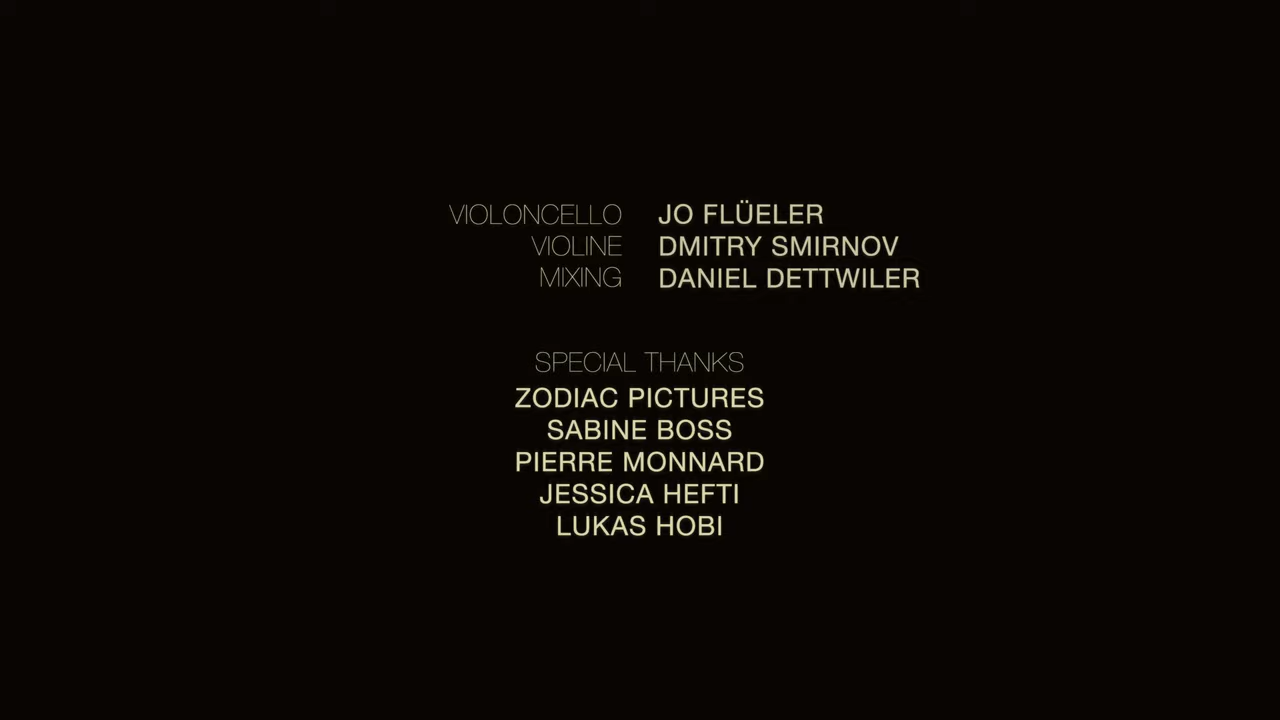 VIOLONCELLO JO FLÜELER
VIOLINE DMITRY SMIRNOV
MIXING DANIEL DETTWILER
SPECIAL THANKS
ZODIAC PICTURES
SABINE BOSS
PIERRE MONNARD
JESSICA HEFTI
LUKAS HOBI